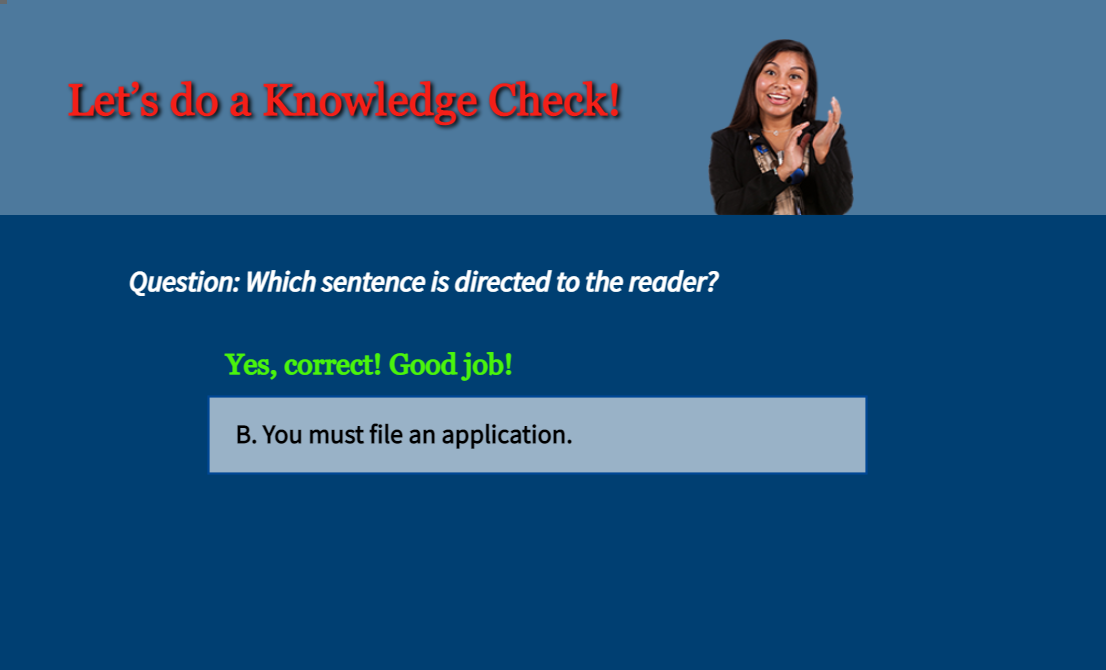 Let’s do a Knowledge Check!
Question: Which sentence is directed to the reader?
Yes, correct! Good job!
B. You must file an application.